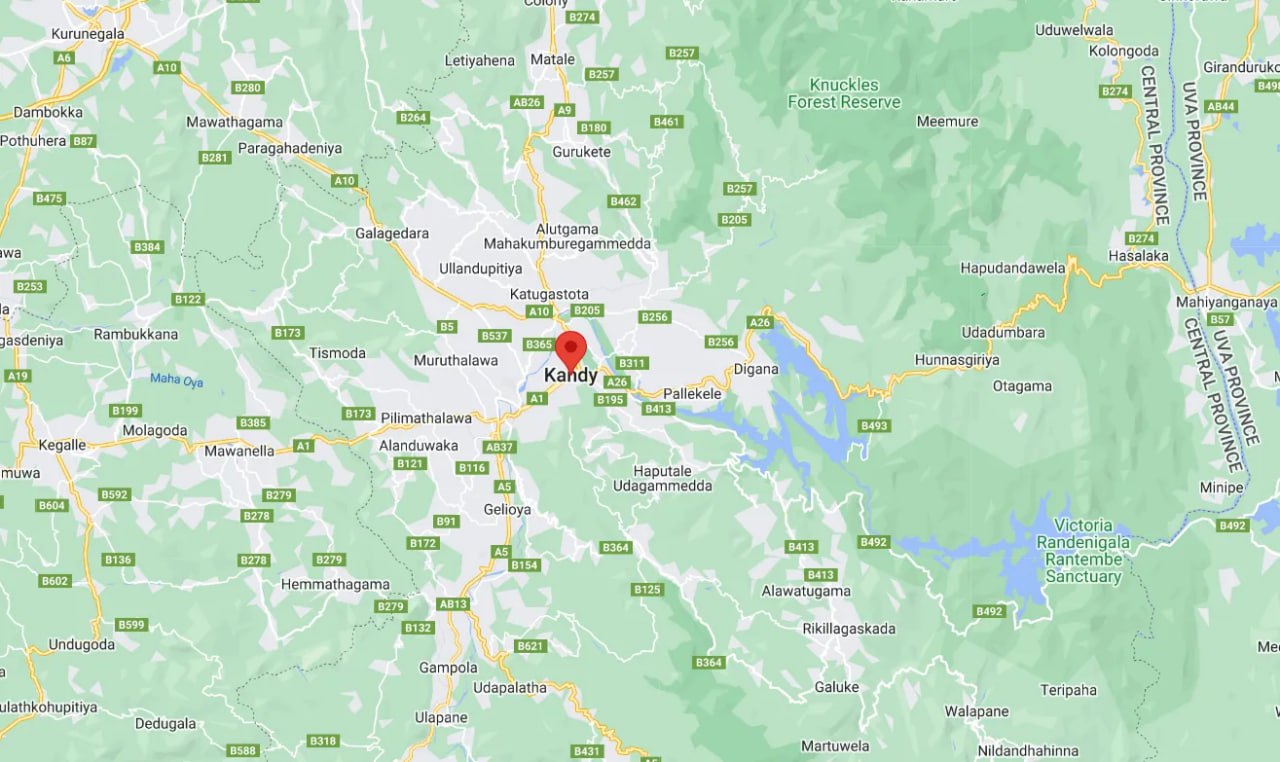 Colony
Kurunegala
B274
Uduwelwala
Kolongoda
A6
A10
Letiyahena
Matale
B257
B257
Knuckles
Forest Reserve
CENTRAL PROVINCE
UVA PROVINCE
B280
B274
AB44
Dambokka
AB26
A9
Mawathagama
B264
B180
B461
Meemure
Pothuhera
B87
Paragahadeniya
B281
Gurukete
A10
B257
B475
B462
B205
B384
Galagedara
Alutgama
Mahakumburegammedda
B274
Hasalaka
Ullandupitiya
Hapudandawela
B253
Katugastota
B122
A10
B205
B256
Mahiyanganaya
B57
Rambukkana
B173
B5
B537
A26
Udadumbara
CENTRAL PROVINCE
UVA PROVINCE
Tismoda
B365
B256
Muruthalawa
B311
Hunnasgiriya
Kandy
Digana
A19
Maha Oya
A26
Otagama
A1
B195
Pallekele
B199
B173
B413
B385
Pilimathalawa
B493
Molagoda
Kegalle
Mawanella
A1
Alanduwaka
AB37
B121
B116
Haputale
Udagammedda
A5
Minipe
B592
B279
B604
B278
Gelioya
B91
B492
Victoria
Randenigala
Rantembe
Sanctuary
B172
B364
B413
B492
A5
B136
B278
B279
B154
B602
B413
Hemmathagama
B125
Alawatugama
B279
AB13
B492
B599
B132
Rikillagaskada
Undugoda
B621
B364
Gampola
Udapalatha
Galuke
Teripaha
Ulapane
Walapane
Dedugala
B318
B588
B431
Martuwela
Nildandhahinna